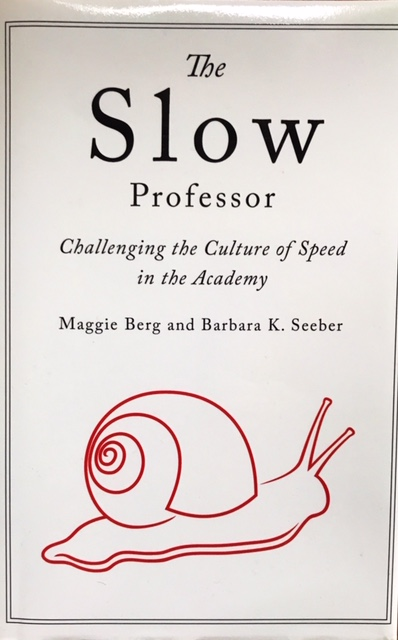 The
Slow
Professor
Challenging the Culture of Speed
in the Academy
Maggie Berg and Barbara K. Seeber